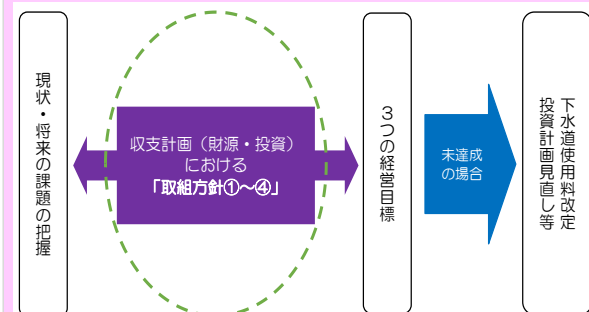 現状・将来の課題の把握
収支計画（財源・投資）
における
「取組方針①～④」
３つの経営目標
未達成
の場合
下水道使用料改定
投資計画見直し等